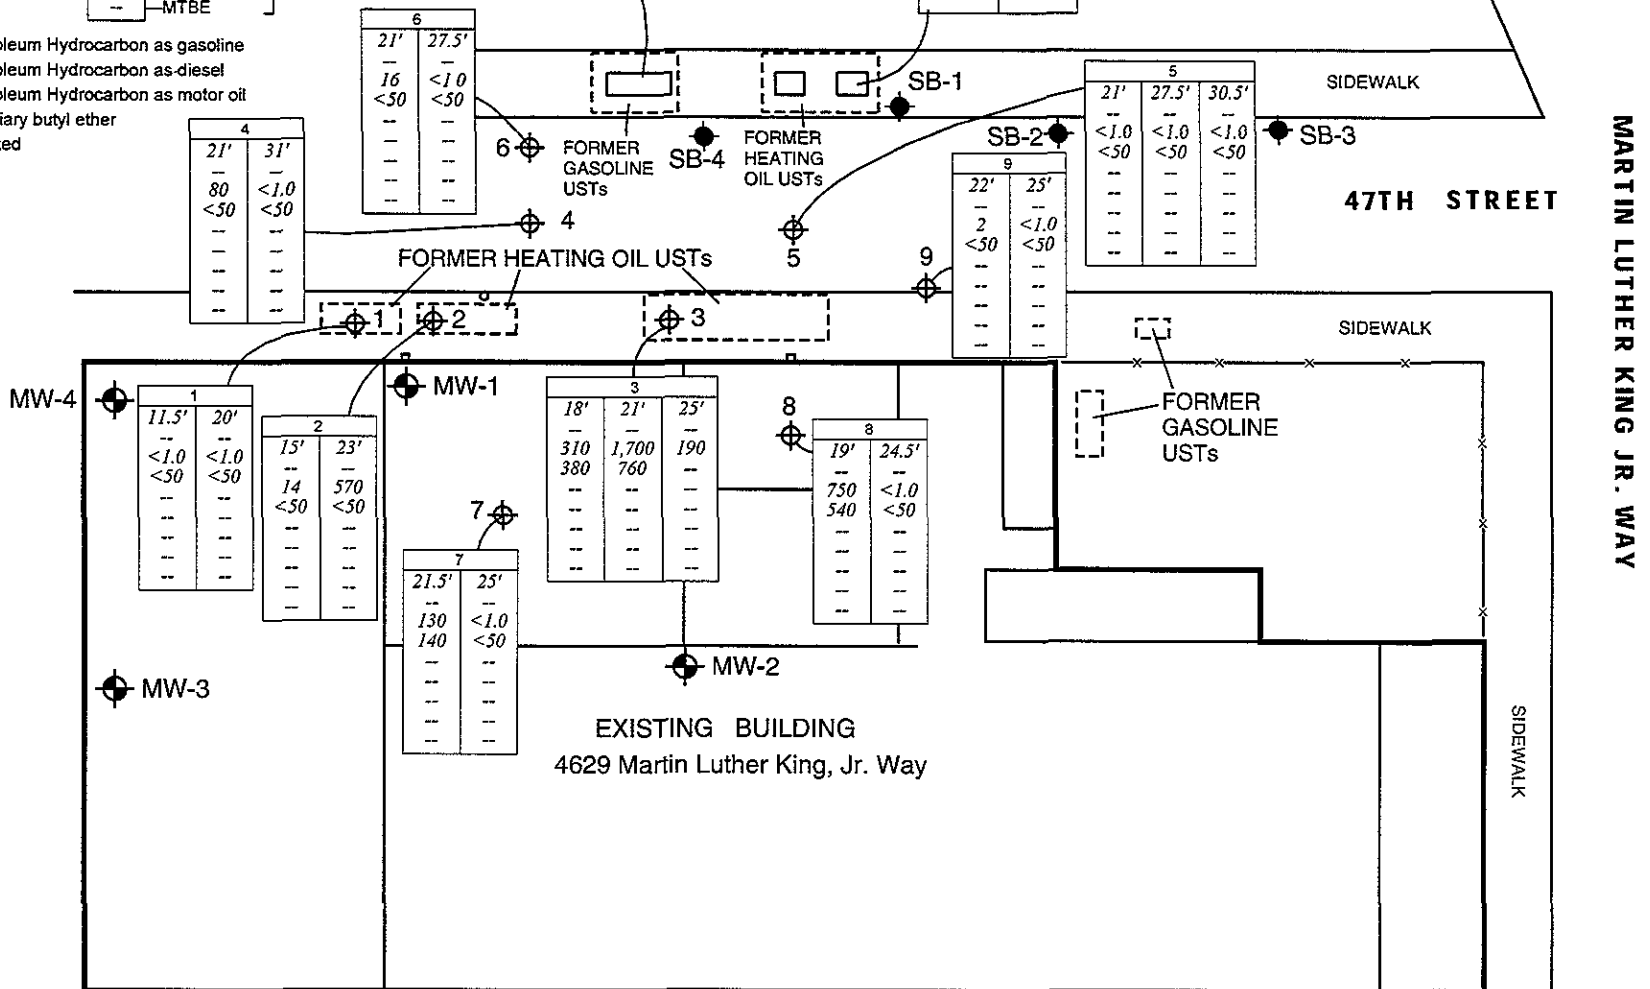 -- MTBE
oleum Hydrocarbon as gasoline
oleum Hydrocarbon as-diesel
oleum Hydrocarbon as motor oil
iary butyl ether
ted
6
21' 27.5'
-- --
16 <1 0
<50 <50
-- --
-- --
-- --
-- --
-- --
4
21' 31'
-- --
80 <1.0
<50 <50
-- --
-- --
-- --
-- --
-- --
5
21' 27.5' 30.5'
-- -- --
<1.0 <1.0 <1.0
<50 <50 <50
-- -- --
-- -- --
-- -- --
-- -- --
-- -- --
9
22' 25'
-- --
2 <1.0
<50 <50
-- --
-- --
-- --
-- --
-- --
SIDEWALK
SB-1
SB-2
SB-3
SB-4
6
FORMER
GASOLINE
USTs
FORMER
HEATING
OIL USTs
4
5
9
47TH STREET
MARTIN LUTHER KING JR. WAY
FORMER HEATING OIL USTs
1
2
3
SIDEWALK
MW-4
MW-1
1
11.5' 20'
-- --
<1.0 <1.0
<50 <50
-- --
-- --
-- --
-- --
-- --
2
15' 23'
-- --
14 570
<50 <50
-- --
-- --
-- --
-- --
-- --
3
18' 21' 25'
-- -- --
310 1,700 190
380 760 --
-- -- --
-- -- --
-- -- --
-- -- --
-- -- --
8
8
19' 24.5'
-- --
750 <1.0
540 <50
-- --
-- --
-- --
-- --
-- --
FORMER
GASOLINE
USTs
7
7
21.5' 25'
-- --
130 <1.0
140 <50
-- --
-- --
-- --
-- --
-- --
MW-2
MW-3
EXISTING BUILDING
4629 Martin Luther King, Jr. Way
SIDEWALK